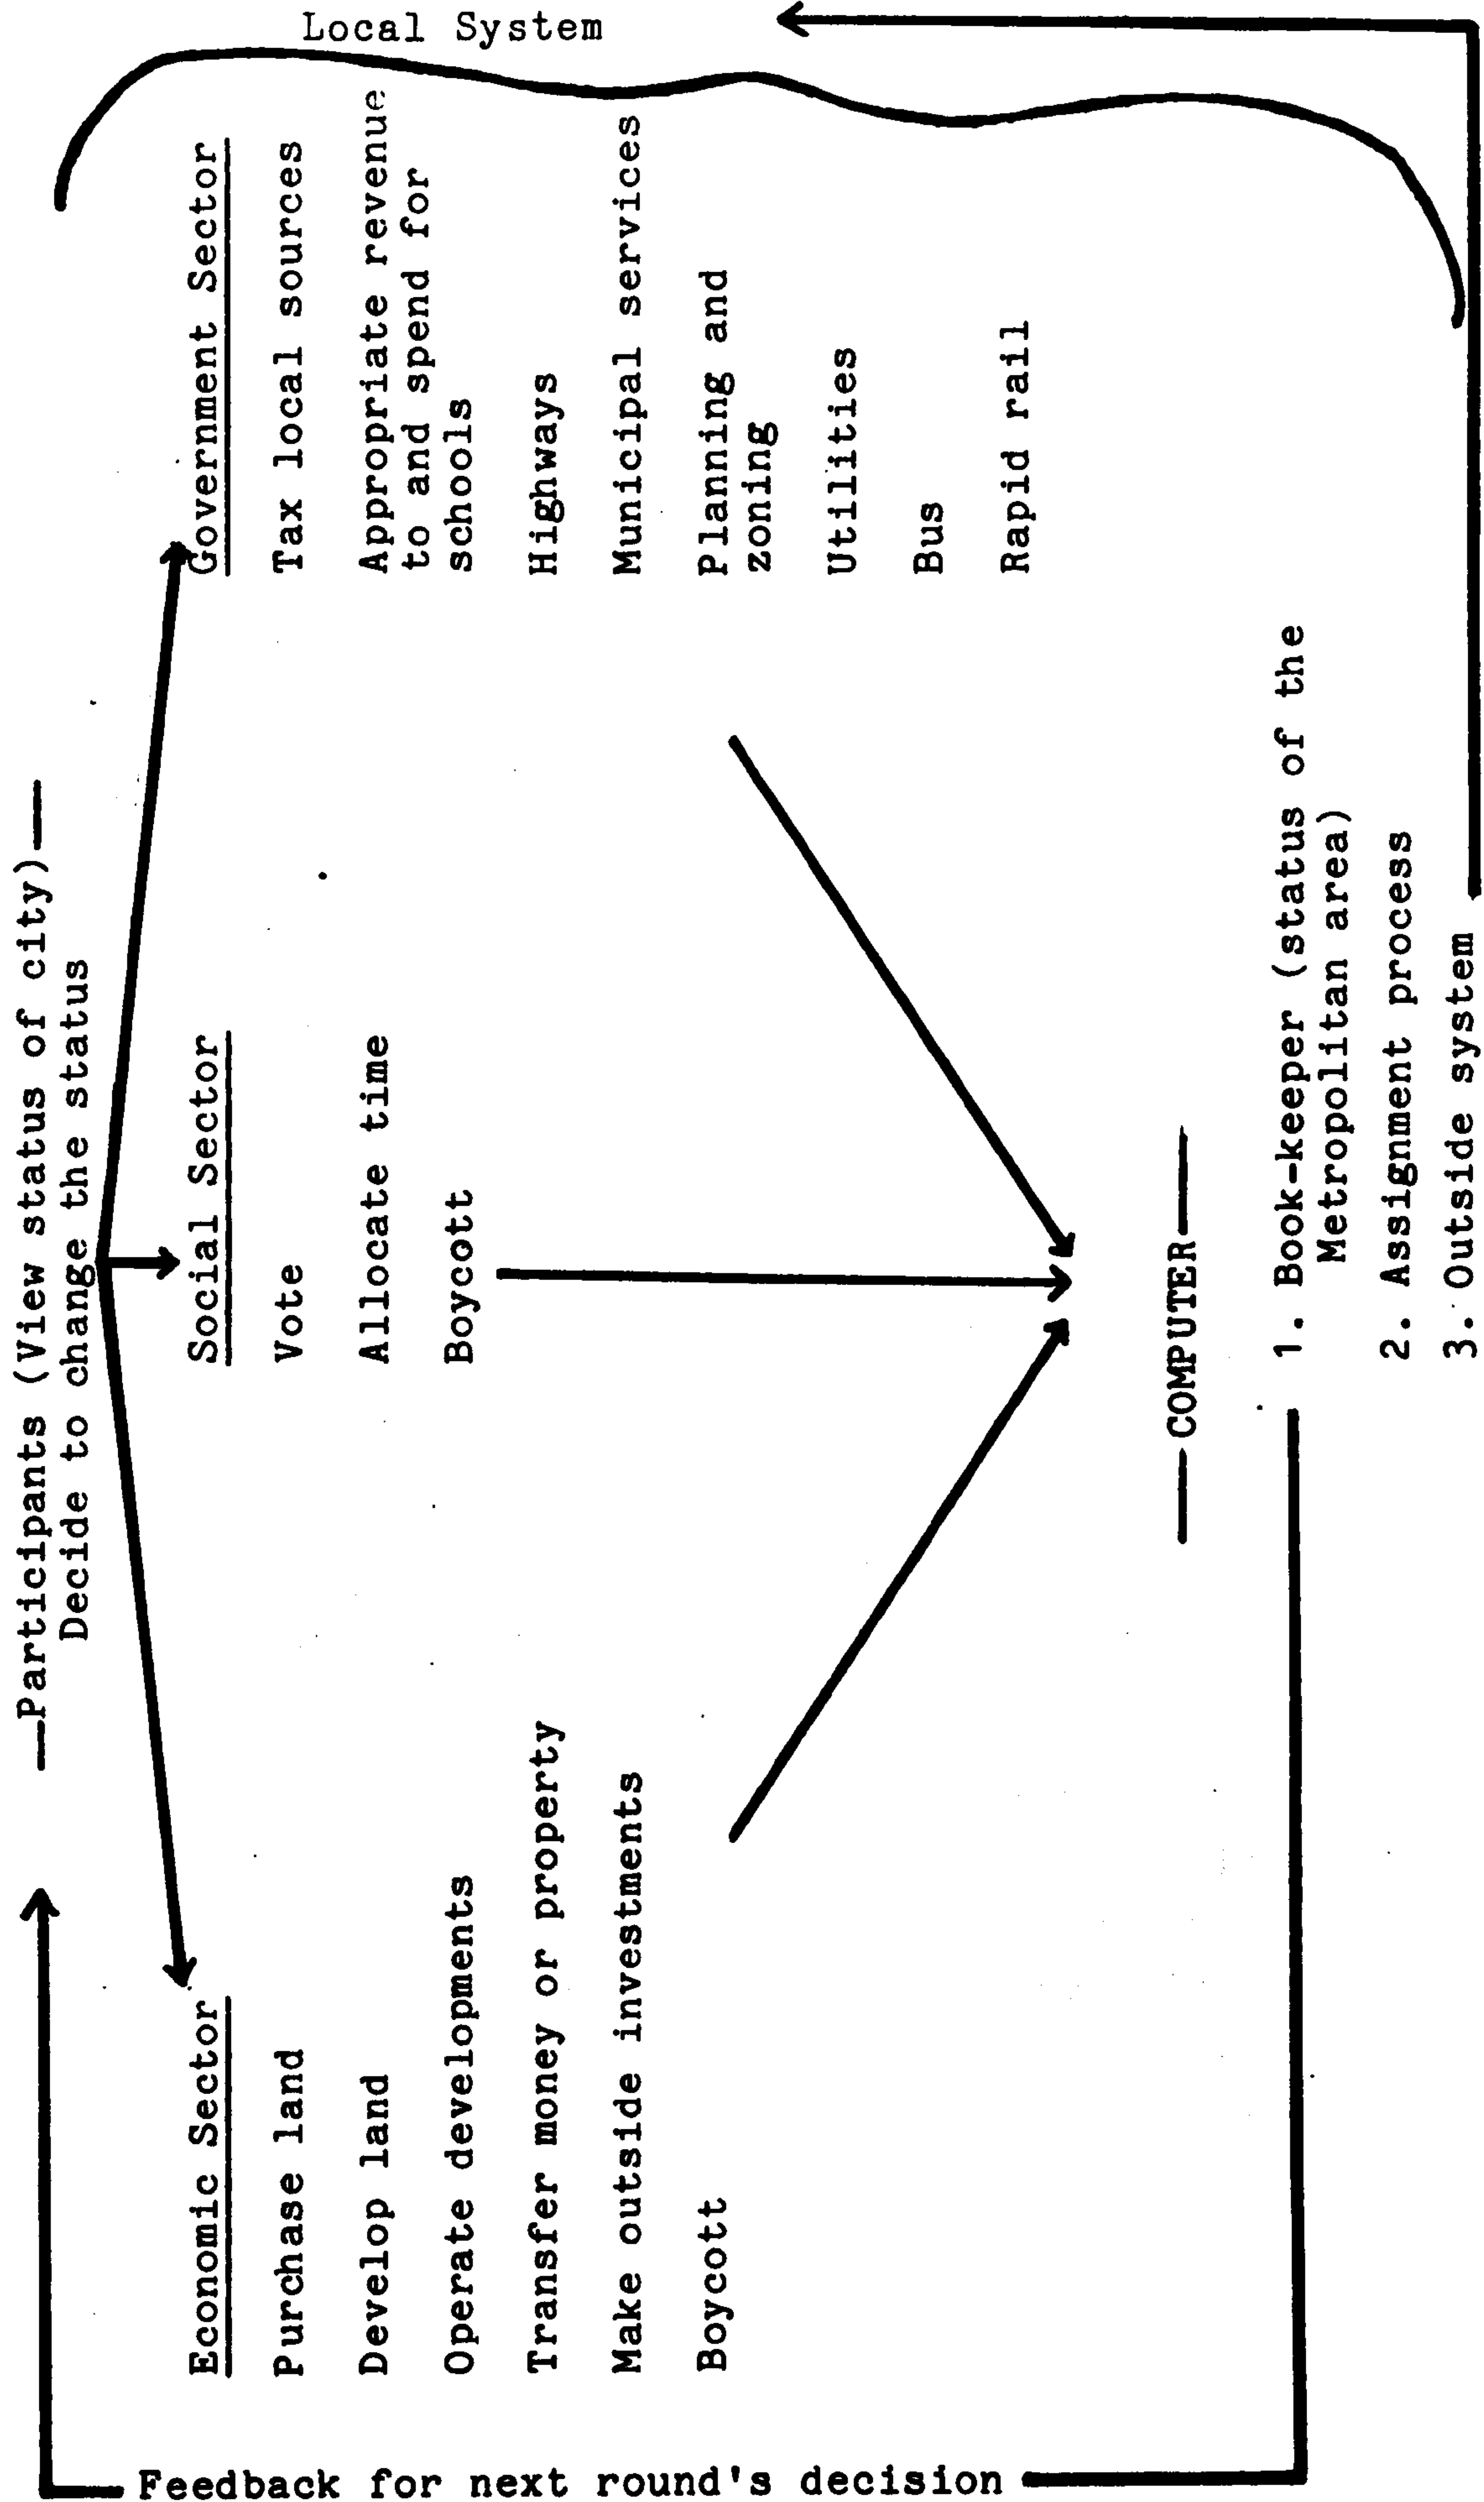 —Participants (View status of city)—
Decide to change the status
Economic Sector
Purchase land
Develop land
Operate developments
Transfer money or property
Make outside investments
Boycott
Social Sector
Vote
Allocate time
Boycott
Government Sector
Tax local sources
Appropriate revenue
to and spend for
schools
Highways
Municipal services
Planning and
zoning
Utilities
Bus
Rapid rail
Local System
—COMPUTER—
1. Book-keeper (status of the
Metropolitan area)
2. Assignment process
3. Outside system
Feedback for next round's decision